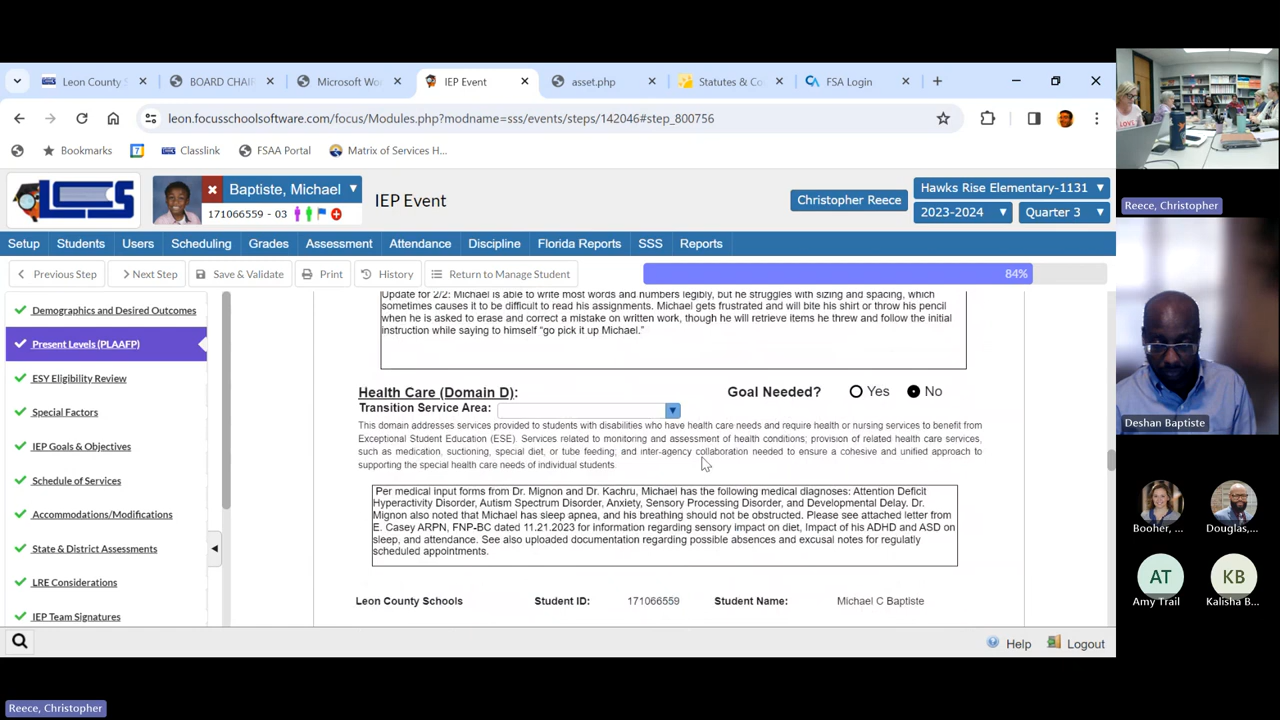 Leon County S
BOARD CHAIF
Microsoft Wo
IEP Event
asset.php
Statutes & Co
FSA Login
leon.focusschoolsoftware.com/focus/Modules.php?modname=sss/events/steps/142046#step_800756
Bookmarks
7
Classlink
FSAA Portal
Matrix of Services H...
LCS
Baptiste, Michael
171066559 - 03
IEP Event
Christopher Reece
Hawks Rise Elementary-1131
2023-2024
Quarter 3
Setup Students Users Scheduling Grades Assessment Attendance Discipline Florida Reports SSS Reports
Previous Step
Next Step
Save & Validate
Print
History
Return to Manage Student
84%
Demographics and Desired Outcomes
Present Levels (PLAAFP)
ESY Eligibility Review
Special Factors
IEP Goals & Objectives
Schedule of Services
Accommodations/Modifications
State & District Assessments
LRE Considerations
IEP Team Signatures
Update for 2/2: Michael is able to write most words and numbers legibly, but he struggles with sizing and spacing, which
sometimes causes it to be difficult to read his assignments. Michael gets frustrated and will bite his shirt or throw his pencil
when he is asked to erase and correct a mistake on written work, though he will retrieve items he threw and follow the initial
instruction while saying to himself "go pick it up Michael."
Health Care (Domain D):
Goal Needed? Yes No
Transition Service Area:
This domain addresses services provided to students with disabilities who have health care needs and require health or nursing services to benefit from
Exceptional Student Education (ESE). Services related to monitoring and assessment of health conditions; provision of related health care services,
such as medication, suctioning, special diet, or tube feeding; and inter-agency collaboration needed to ensure a cohesive and unified approach to
supporting the special health care needs of individual students.
Per medical input forms from Dr. Mignon and Dr. Kachru, Michael has the following medical diagnoses: Attention Deficit
Hyperactivity Disorder, Autism Spectrum Disorder, Anxiety, Sensory Processing Disorder, and Developmental Delay. Dr.
Mignon also noted that Michael has sleep apnea, and his breathing should not be obstructed. Please see attached letter from
E. Casey ARPN, FNP-BC dated 11.21.2023 for information regarding sensory impact on diet, Impact of his ADHD and ASD on
sleep, and attendance. See also uploaded documentation regarding possible absences and excusal notes for regulatly
scheduled appointments.
Leon County Schools
Student ID: 171066559
Student Name: Michael C Baptiste
Help
Logout
Reece, Christopher
Deshan Baptiste
Booher, ...
Douglas,...
AT
Amy Trail
KB
Kalisha B...
Reece, Christopher